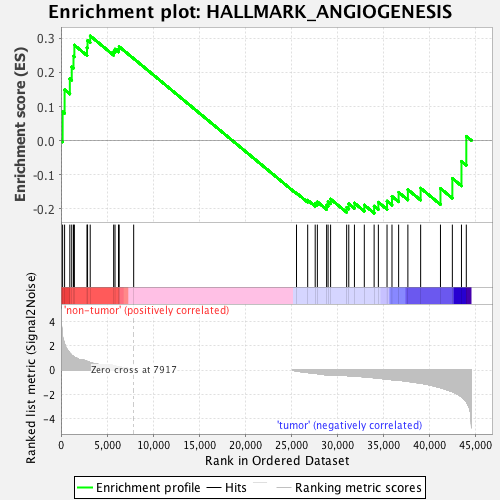 Enrichment plot: HALLMARK_ANGIOGENESIS
Enrichment score (ES)
0.3
0.2
0.1
0.0
-0.1
-0.2
'non-tumor' (positively correlated)
Ranked list metric (Signal2Noise)
4
2
0
-2
-4
Zero cross at 7917
'tumor' (negatively correlated)
0
5,000
10,000
15,000
20,000
25,000
30,000
35,000
40,000
45,000
Rank in Ordered Dataset
Enrichment profile
Hits
Ranking metric scores